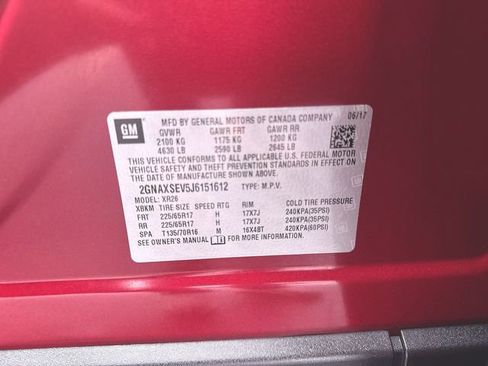 GM
MFD BY GENERAL MOTORS OF CANADA COMPANY 06/17
GVWR GAWR FRT GAWR RR
2100 KG 1175 KG 1200 KG
4630 LB 2590 LB 2645 LB
THIS VEHICLE CONFORMS TO ALL APPLICABLE U.S. FEDERAL MOTOR
VEHICLE SAFETY AND THEFT PREVENTION STANDARDS IN EFFECT ON
THE DATE OF MANUFACTURE SHOWN ABOVE.
2GNAXSEV5J6151612 TYPE: M.P.V.
MODEL: XR26
XBKM TIRE SIZE SPEED RTG RIM COLD TIRE PRESSURE
FRT 225/65R17 H 17X7J 240KPA(35PSI)
RR 225/65R17 H 17X7J 240KPA(35PSI)
SPA T135/70R16 M 16X4BT 420KPA(60PSI)
SEE OWNER'S MANUAL FOR MORE INFORMATION